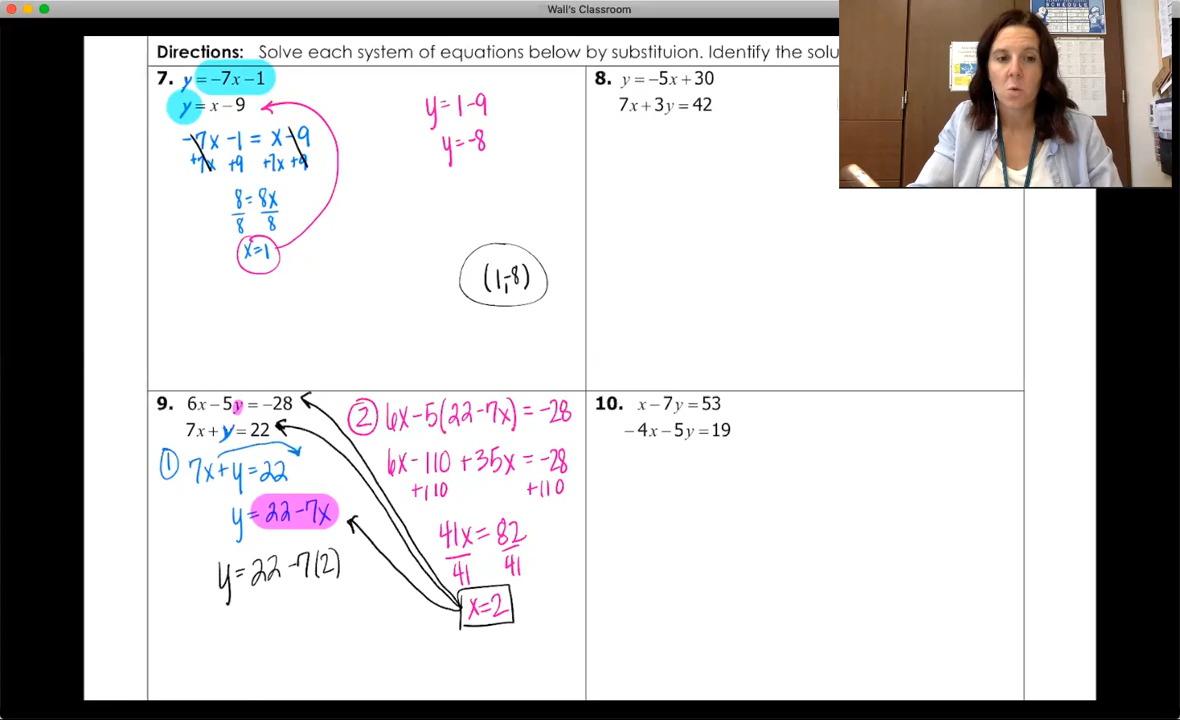 Wall's Classroom
SCHEDULE
Directions: Solve each system of equations below by substituion. Identify the solu
7. y = −7x − 1
y = x − 9
-7x -1 = x -9
+7x +9 +7x +9
8 = 8x
8 8
x=1
y = 1-9
y = -8
(1,-8)
8. y = −5x + 30
7x + 3y = 42
9. 6x − 5y = −28
7x + y = 22
① 7x+y=22
y = 22-7x
y = 22-7(2)
② 6x-5(22-7x) = -28
6x-110 +35x = -28
+110 +110
41x = 82
41 41
x=2
10. x − 7y = 53
−4x − 5y = 19